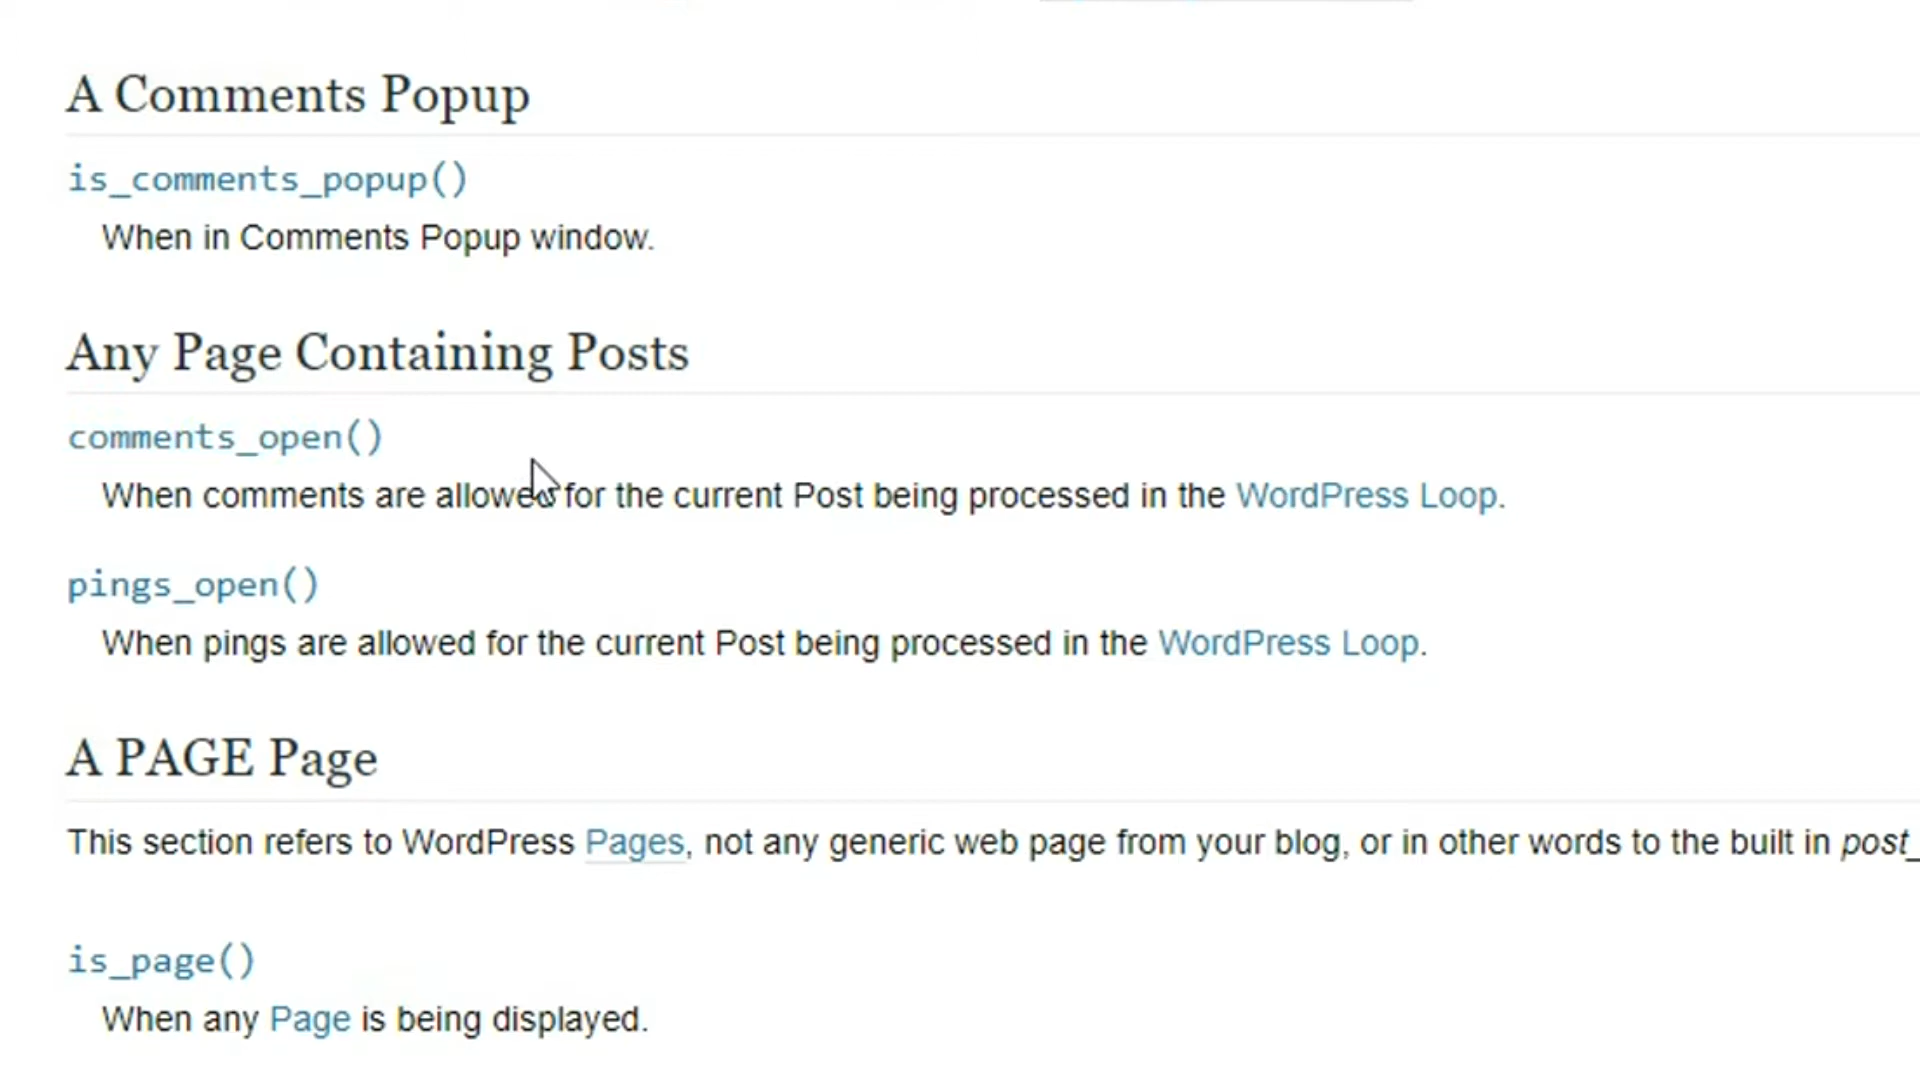 A Comments Popup
is_comments_popup()
When in Comments Popup window.
Any Page Containing Posts
comments_open()
When comments are allowed for the current Post being processed in the WordPress Loop.
pings_open()
When pings are allowed for the current Post being processed in the WordPress Loop.
A PAGE Page
This section refers to WordPress Pages, not any generic web page from your blog, or in other words to the built in post_
is_page()
When any Page is being displayed.